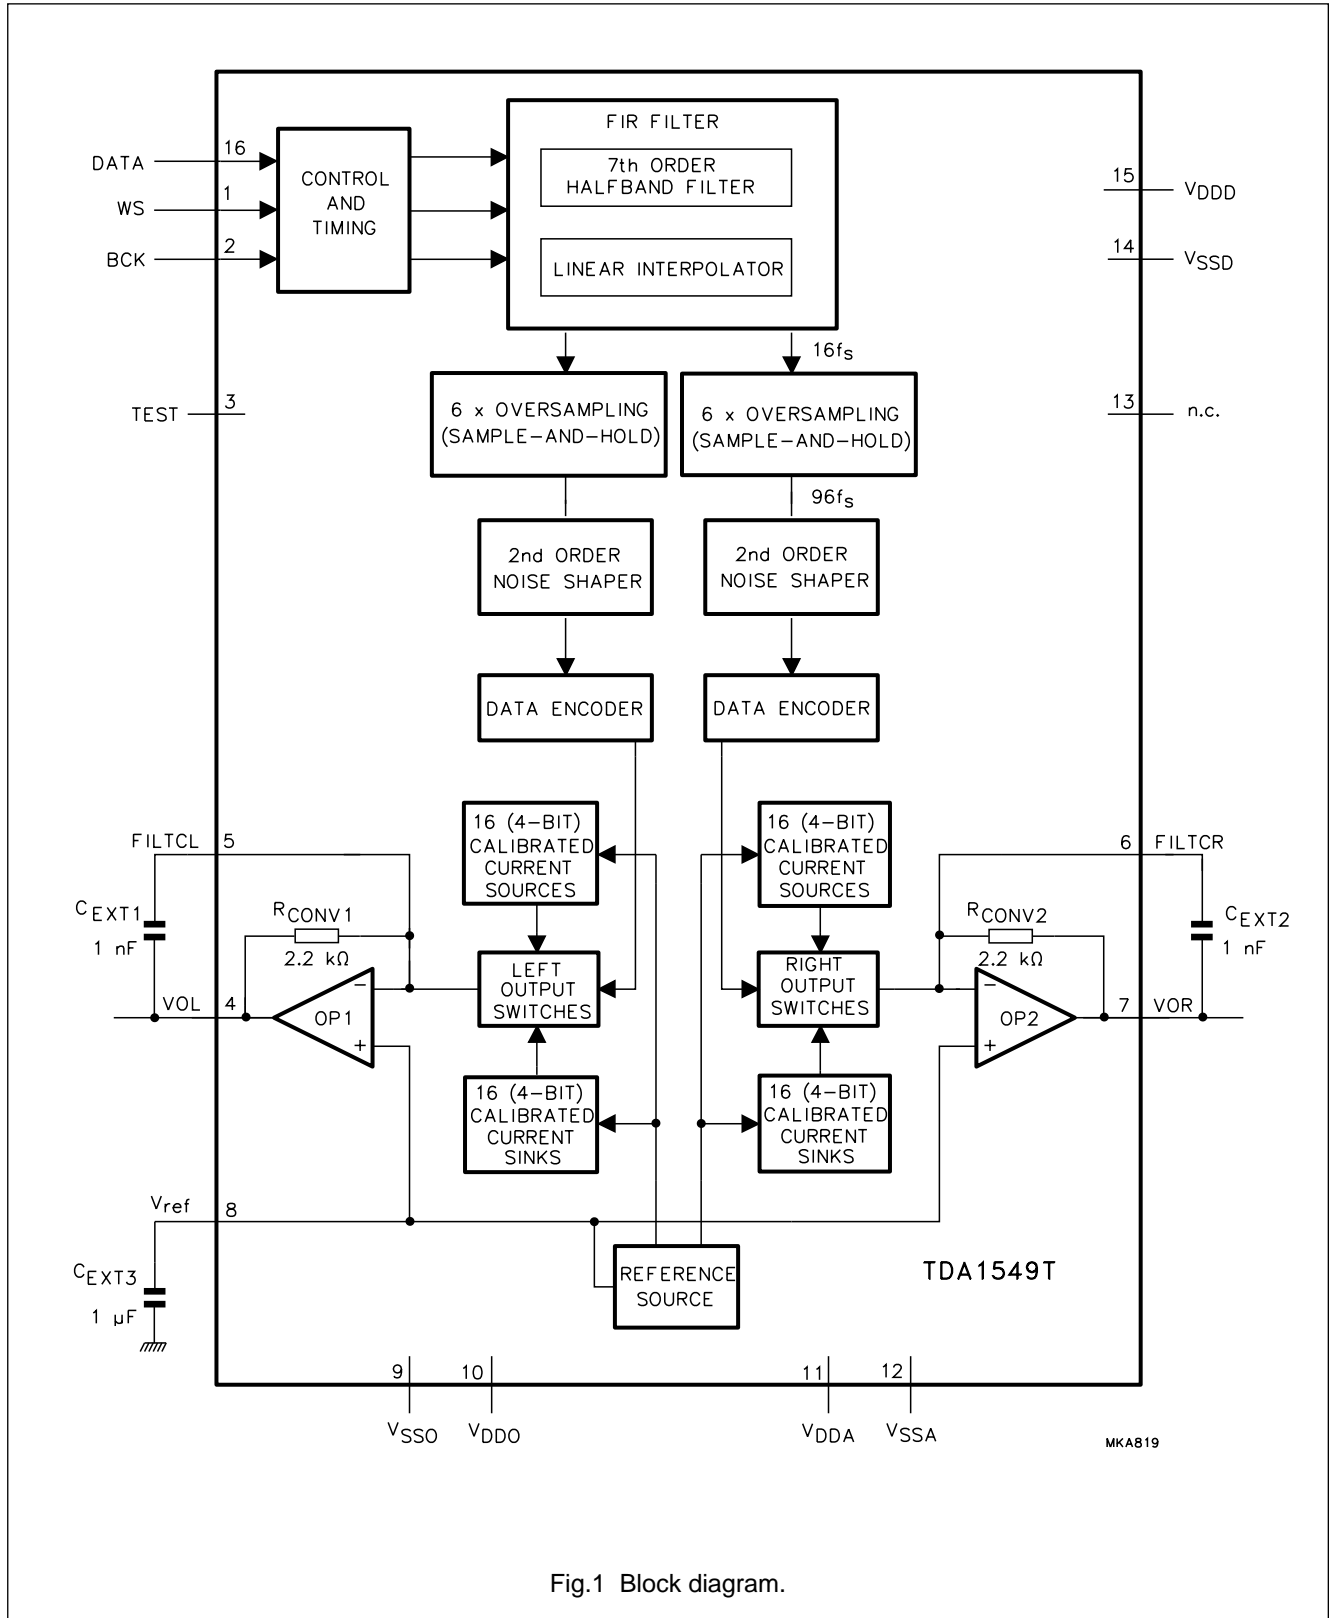 FIR FILTER
7th ORDER
HALFBAND FILTER
LINEAR INTERPOLATOR
CONTROL
AND
TIMING
DATA
16
WS
1
BCK
2
TEST
3
15
VDDD
14
VSSD
13
n.c.
16fs
6 x OVERSAMPLING
(SAMPLE-AND-HOLD)
6 x OVERSAMPLING
(SAMPLE-AND-HOLD)
96fs
2nd ORDER
NOISE SHAPER
2nd ORDER
NOISE SHAPER
DATA ENCODER
DATA ENCODER
16 (4-BIT)
CALIBRATED
CURRENT
SOURCES
16 (4-BIT)
CALIBRATED
CURRENT
SOURCES
FILTCL
5
6
FILTCR
CEXT1
1 nF
RCONV1
2.2 kΩ
RCONV2
2.2 kΩ
CEXT2
1 nF
LEFT
OUTPUT
SWITCHES
RIGHT
OUTPUT
SWITCHES
VOL
4
−
OP1
+
−
OP2
+
7
VOR
16 (4-BIT)
CALIBRATED
CURRENT
SINKS
16 (4-BIT)
CALIBRATED
CURRENT
SINKS
Vref
8
CEXT3
1 µF
REFERENCE
SOURCE
TDA1549T
9
10
11
12
VSSO
VDDO
VDDA
VSSA
MKA819
Fig.1 Block diagram.